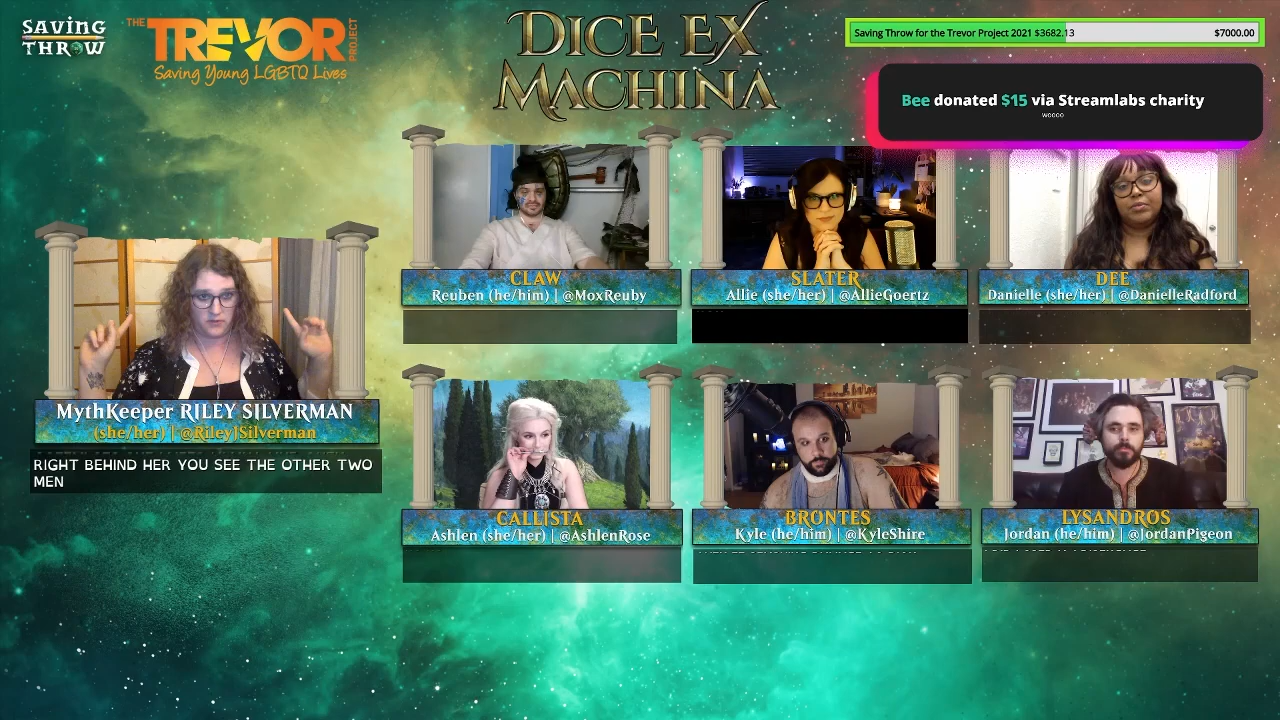 SAVING
THROW
THE TREVOR PROJECT
Saving Young LGBTQ Lives
DICE EX
MACHINA
Saving Throw for the Trevor Project 2021 $3682.13
$7000.00
Bee donated $15 via Streamlabs charity
woooo
CLAW
Reuben (he/him) | @MoxReuby
SLATER
Allie (she/her) | @AllieGoertz
DEE
Danielle (she/her) | @DanielleRadford
MythKeeper RILEY SILVERMAN
(she/her) | @RileyJSilverman
RIGHT BEHIND HER YOU SEE THE OTHER TWO
MEN
CALLISTA
Ashlen (she/her) | @AshlenRose
BRONTES
Kyle (he/him) | @KyleShire
LYSANDROS
Jordan (he/him) | @JordanPigeon